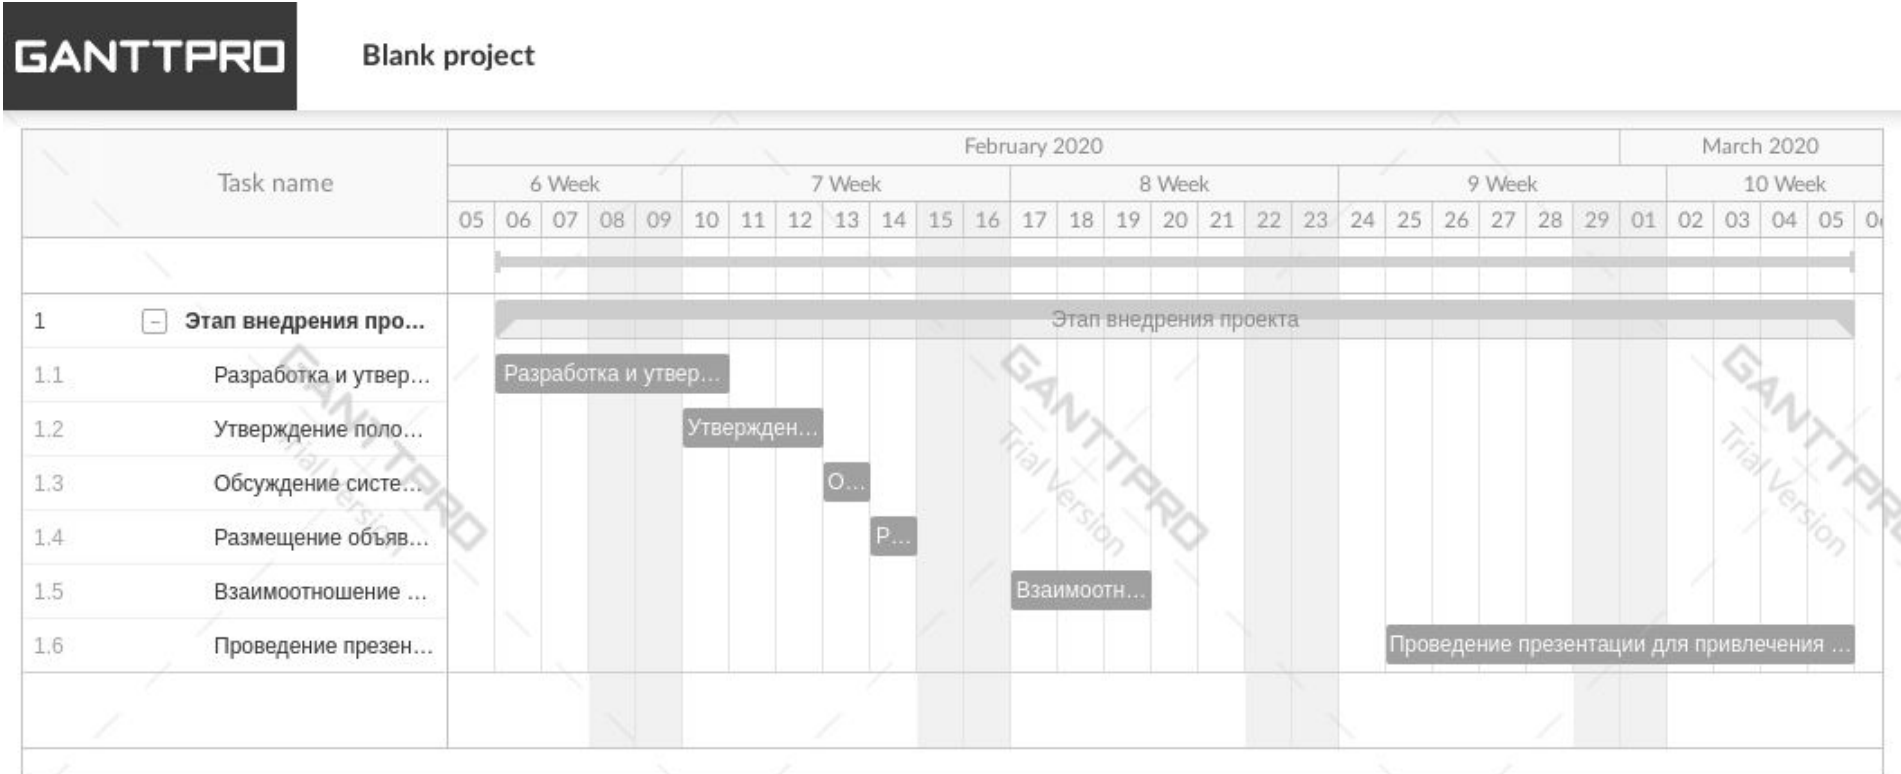 GANTTPRO Blank project
February 2020 March 2020
Task name 6 Week 7 Week 8 Week 9 Week 10 Week
05 06 07 08 09 10 11 12 13 14 15 16 17 18 19 20 21 22 23 24 25 26 27 28 29 01 02 03 04 05
1 Этап внедрения про... Этап внедрения проекта
1.1 Разработка и утвер... Разработка и утвер...
1.2 Утверждение поло... Утвержден...
1.3 Обсуждение систе... О...
1.4 Размещение объяв... Р...
1.5 Взаимоотношение ... Взаимоотн...
1.6 Проведение презен... Проведение презентации для привлечения ...
GANTTPRO
Trial Version
GANTTPRO
Trial Version
GANTTPRO
Trial Version